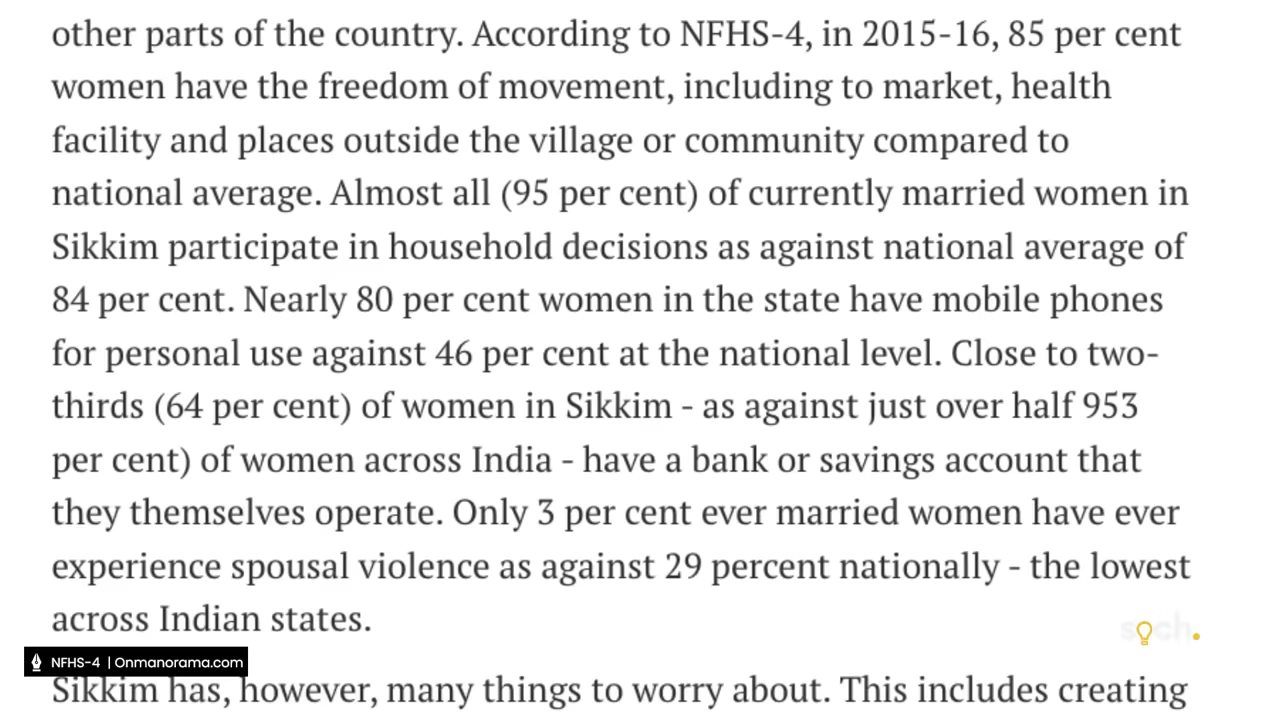 other parts of the country. According to NFHS-4, in 2015-16, 85 per cent
women have the freedom of movement, including to market, health
facility and places outside the village or community compared to
national average. Almost all (95 per cent) of currently married women in
Sikkim participate in household decisions as against national average of
84 per cent. Nearly 80 per cent women in the state have mobile phones
for personal use against 46 per cent at the national level. Close to two-
thirds (64 per cent) of women in Sikkim - as against just over half 953
per cent) of women across India - have a bank or savings account that
they themselves operate. Only 3 per cent ever married women have ever
experience spousal violence as against 29 percent nationally - the lowest
across Indian states.
soch.
NFHS-4 | Onmanorama.com
Sikkim has, however, many things to worry about. This includes creating